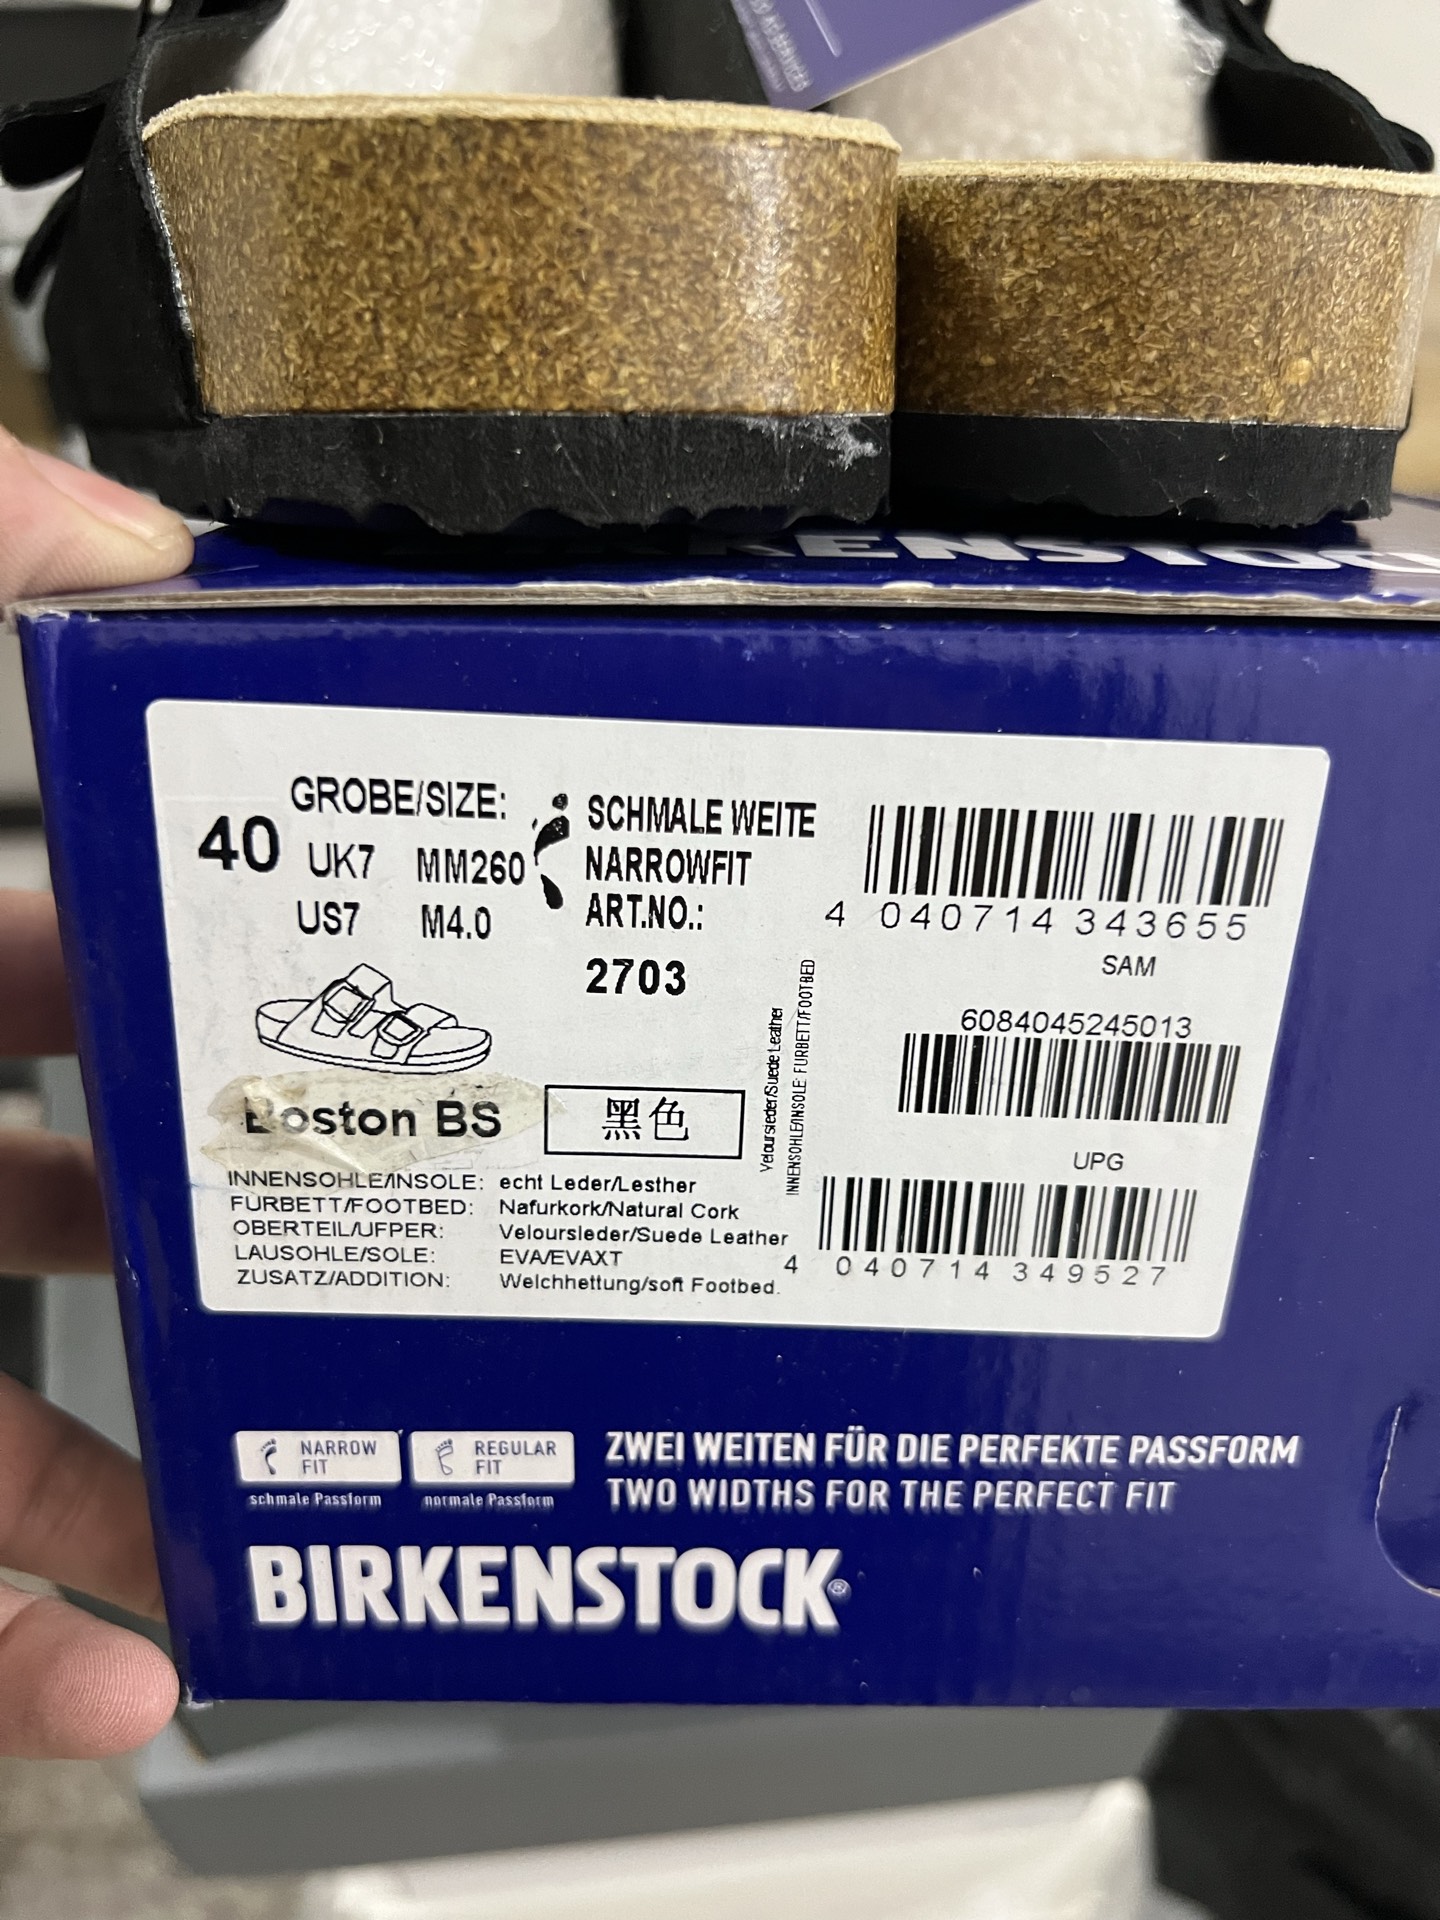 BIRKENSTOC
GROBE/SIZE:
40
UK7 MM260
US7 M4.0
SCHMALE WEITE
NARROWFIT
ART.NO.:
2703
4 040714 343655
SAM
6084045245013
UPG
4 040714 349527
Veloursleder/Suede Leather
INNENSOHLE/INSOLE: FURBETT/FOOTBED
Boston BS
黑色
INNENSOHLE/INSOLE: echt Leder/Lesther
FURBETT/FOOTBED: Nafurkork/Natural Cork
OBERTEIL/UFPER: Veloursleder/Suede Leather
LAUSOHLE/SOLE: EVA/EVAXT
ZUSATZ/ADDITION: Welchhettung/soft Footbed.
NARROW
FIT
schmale Passform
REGULAR
FIT
normale Passform
ZWEI WEITEN FÜR DIE PERFEKTE PASSFORM
TWO WIDTHS FOR THE PERFECT FIT
BIRKENSTOCK®